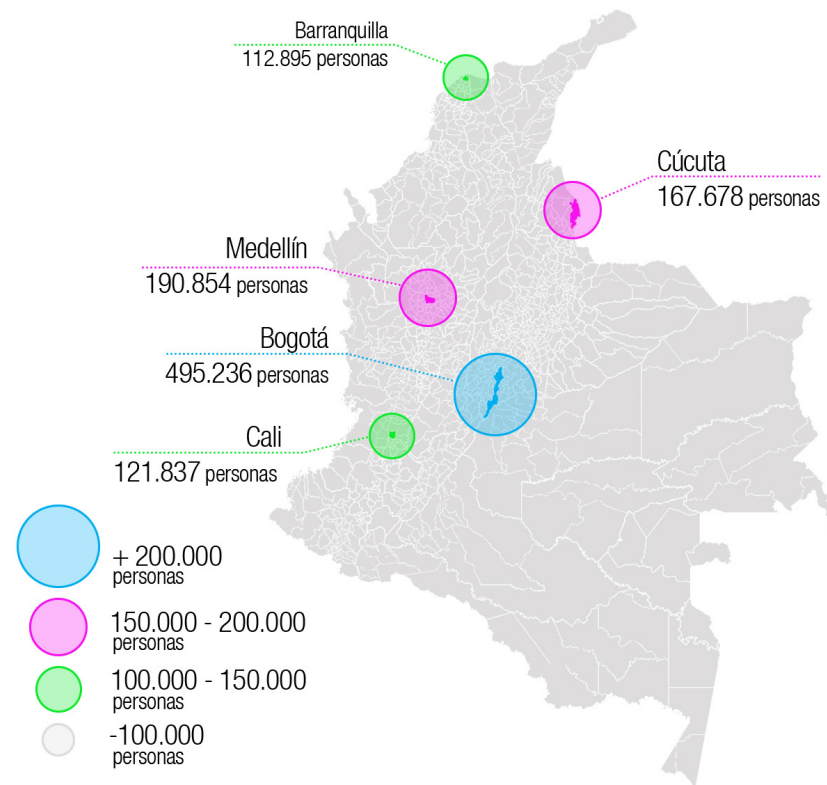 Barranquilla
112.895 personas
Cúcuta
167.678 personas
Medellín
190.854 personas
Bogotá
495.236 personas
Cali
121.837 personas
+ 200.000
personas
150.000 - 200.000
personas
100.000 - 150.000
personas
-100.000
personas